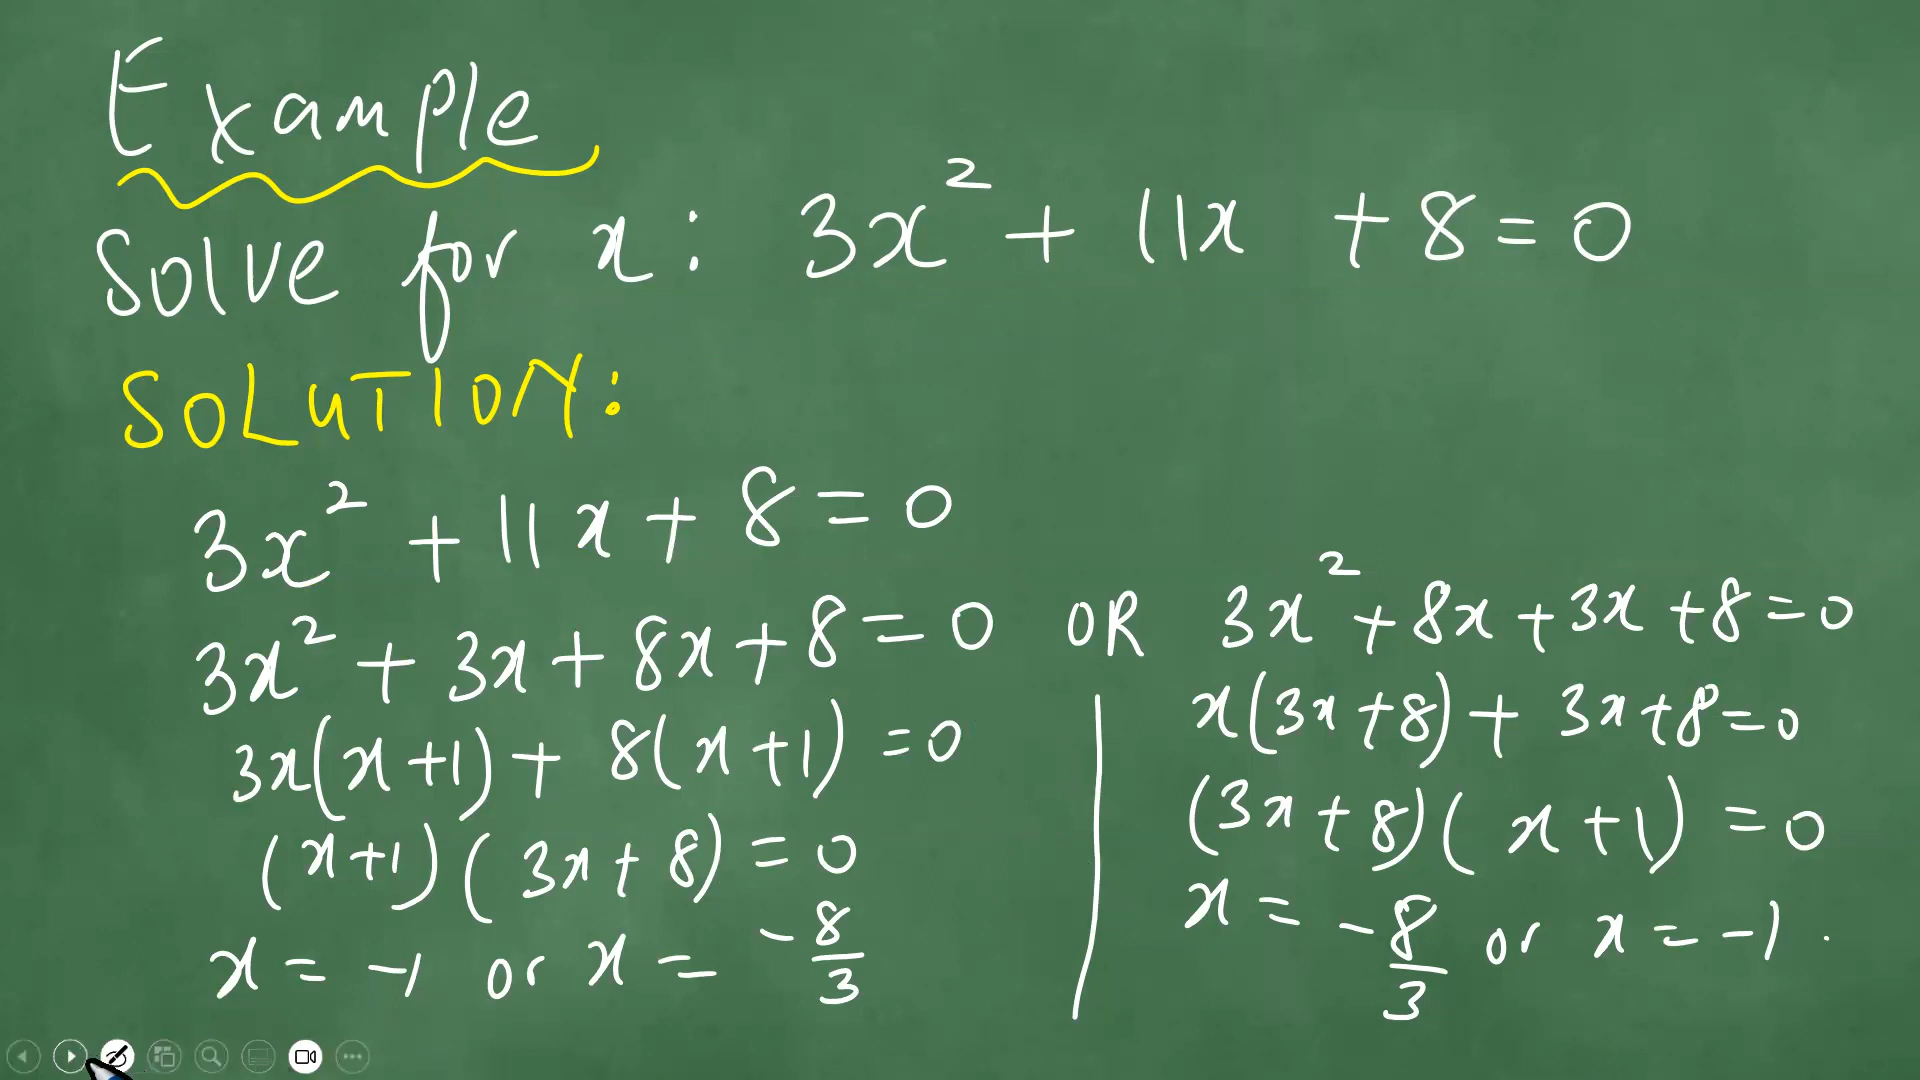 Example
Solve for x: 3x² + 11x + 8 = 0
SOLUTION:
3x² + 11x + 8 = 0
3x² + 3x + 8x + 8 = 0 OR 3x² + 8x + 3x + 8 = 0
3x(x+1) + 8(x+1) = 0
(x+1)(3x+8) = 0
x = -1 or x = -8/3
x(3x+8) + 3x+8 = 0
(3x+8)(x+1) = 0
x = -8/3 or x = -1.